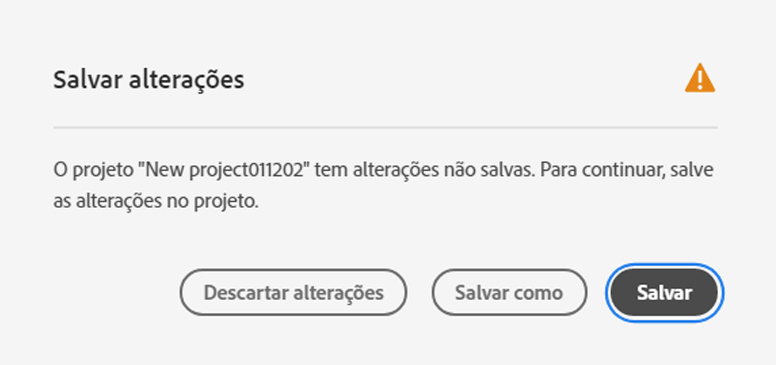 Salvar alterações
O projeto "New project011202" tem alterações não salvas. Para continuar, salve
as alterações no projeto.
Descartar alterações
Salvar como
Salvar